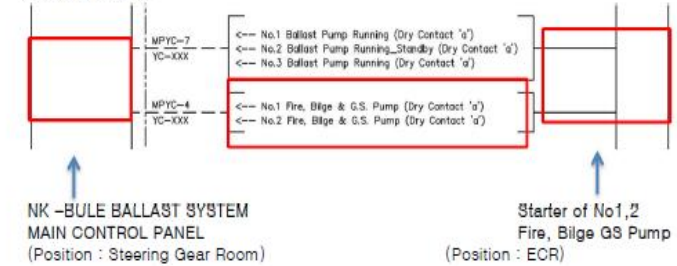 MPYC-7
YC-XXX
<-- No.1 Ballast Pump Running (Dry Contact 'a')
<-- No.2 Ballast Pump Running_Standby (Dry Contact 'a')
<-- No.3 Ballast Pump Running (Dry Contact 'a')
MPYC-4
YC-XXX
<-- No.1 Fire, Bilge & G.S. Pump (Dry Contact 'a')
<-- No.2 Fire, Bilge & G.S. Pump (Dry Contact 'a')
NK -BULE BALLAST SYSTEM
MAIN CONTROL PANEL
(Position : Steering Gear Room)
Starter of No1,2
Fire, Bilge GS Pump
(Position : ECR)